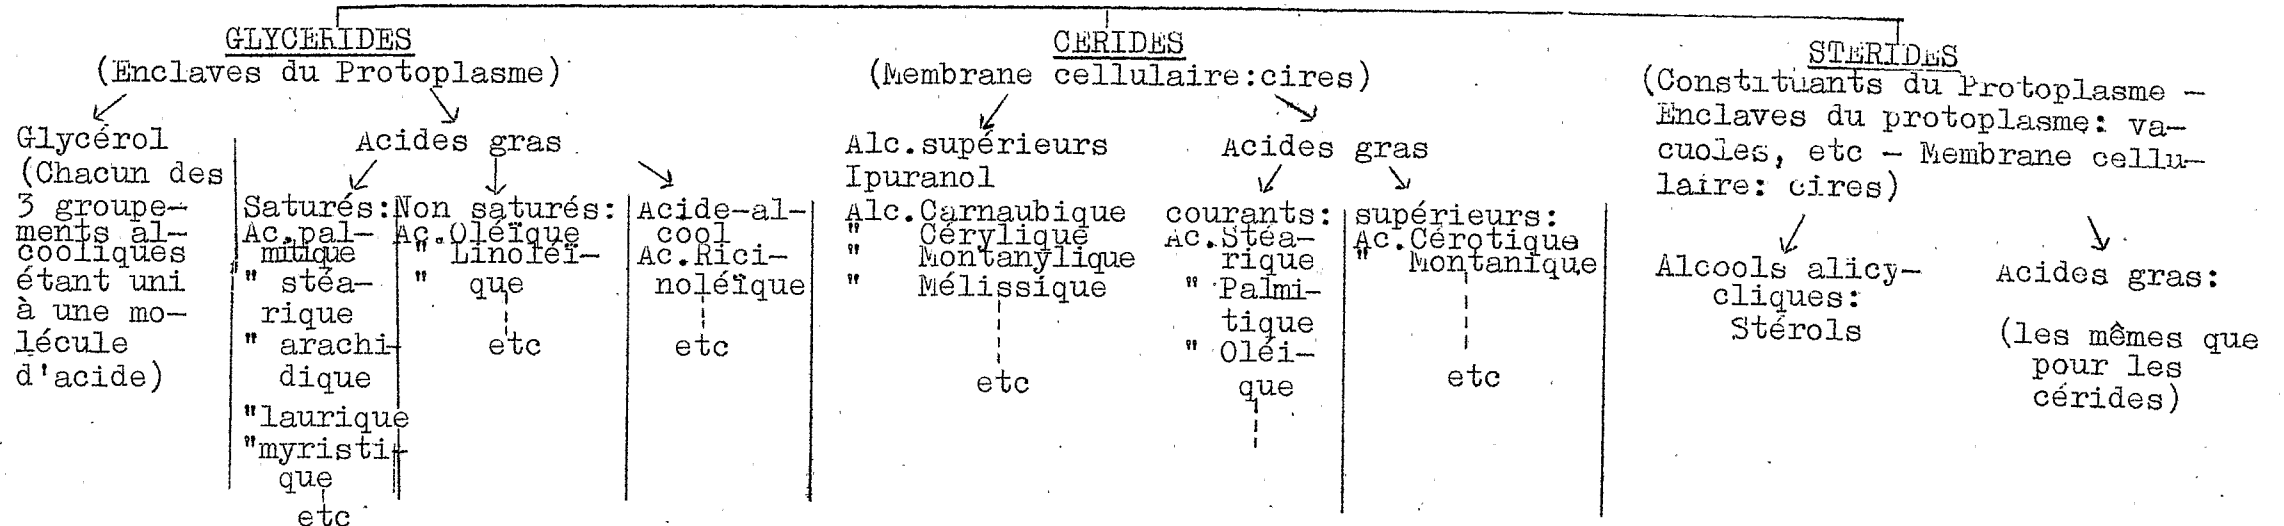 GLYCERIDES
(Enclaves du Protoplasme)
Glycérol
(Chacun des
3 groupe-
ments al-
cooliques
étant uni
à une mo-
lécule
d'acide)
Acides gras
Saturés:
Ac.pal-
mitique
" stéa-
rique
" arachi-
dique
"laurique
"myristi-
que
etc
Non saturés:
Ac.Oléïque
" Linoléï-
" que
etc
Acide-al-
cool
Ac.Rici-
noléïque
etc
CERIDES
(Membrane cellulaire:cires)
Alc.supérieurs
Ipuranol
Alc.Carnaubique
" Cérylique
" Montanylique
" Mélissique
etc
Acides gras
courants:
Ac.Stéa-
rique
" Palmi-
tique
" Oléi-
que
supérieurs:
Ac.Cérotique
" Montanique
etc
STERIDES
(Constituants du Protoplasme -
Enclaves du protoplasme: va-
cuoles, etc - Membrane cellu-
laire: cires)
Alcools alicy-
cliques:
Stérols
Acides gras:
(les mêmes que
pour les
cérides)